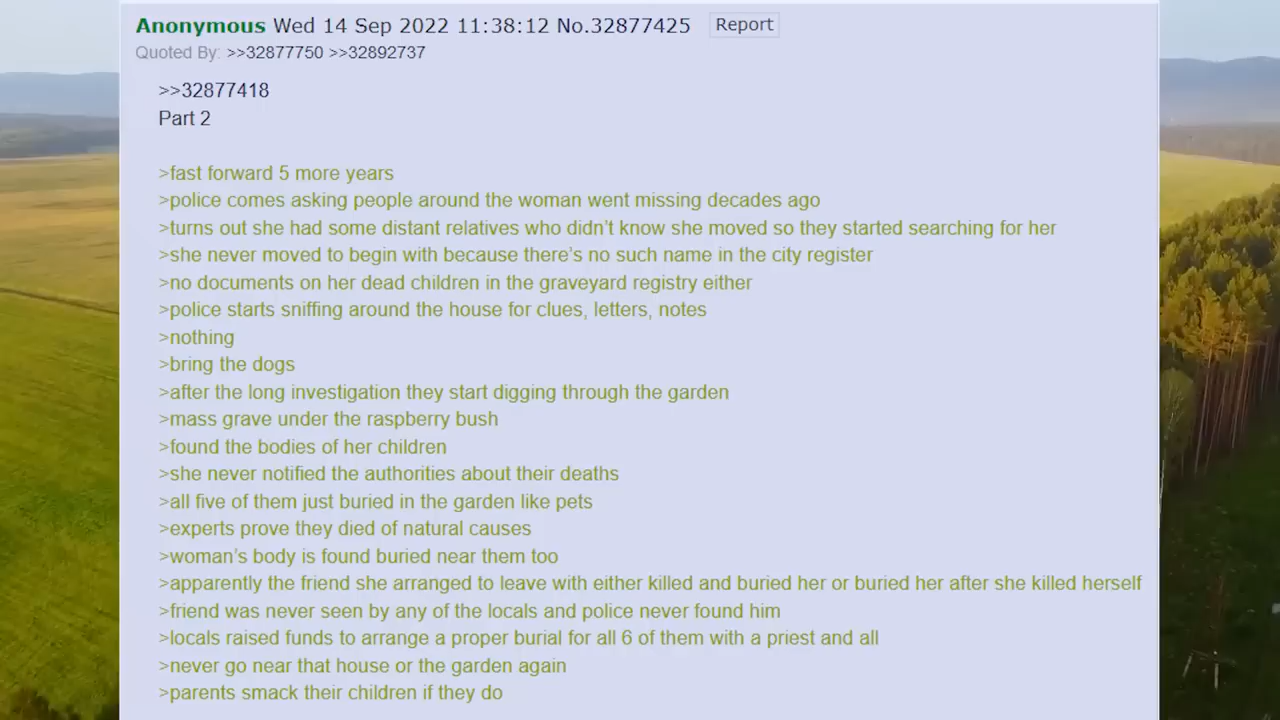 Anonymous Wed 14 Sep 2022 11:38:12 No.32877425 Report
Quoted By: >>32877750 >>32892737
>>32877418
Part 2
>fast forward 5 more years
>police comes asking people around the woman went missing decades ago
>turns out she had some distant relatives who didn’t know she moved so they started searching for her
>she never moved to begin with because there’s no such name in the city register
>no documents on her dead children in the graveyard registry either
>police starts sniffing around the house for clues, letters, notes
>nothing
>bring the dogs
>after the long investigation they start digging through the garden
>mass grave under the raspberry bush
>found the bodies of her children
>she never notified the authorities about their deaths
>all five of them just buried in the garden like pets
>experts prove they died of natural causes
>woman’s body is found buried near them too
>apparently the friend she arranged to leave with either killed and buried her or buried her after she killed herself
>friend was never seen by any of the locals and police never found him
>locals raised funds to arrange a proper burial for all 6 of them with a priest and all
>never go near that house or the garden again
>parents smack their children if they do